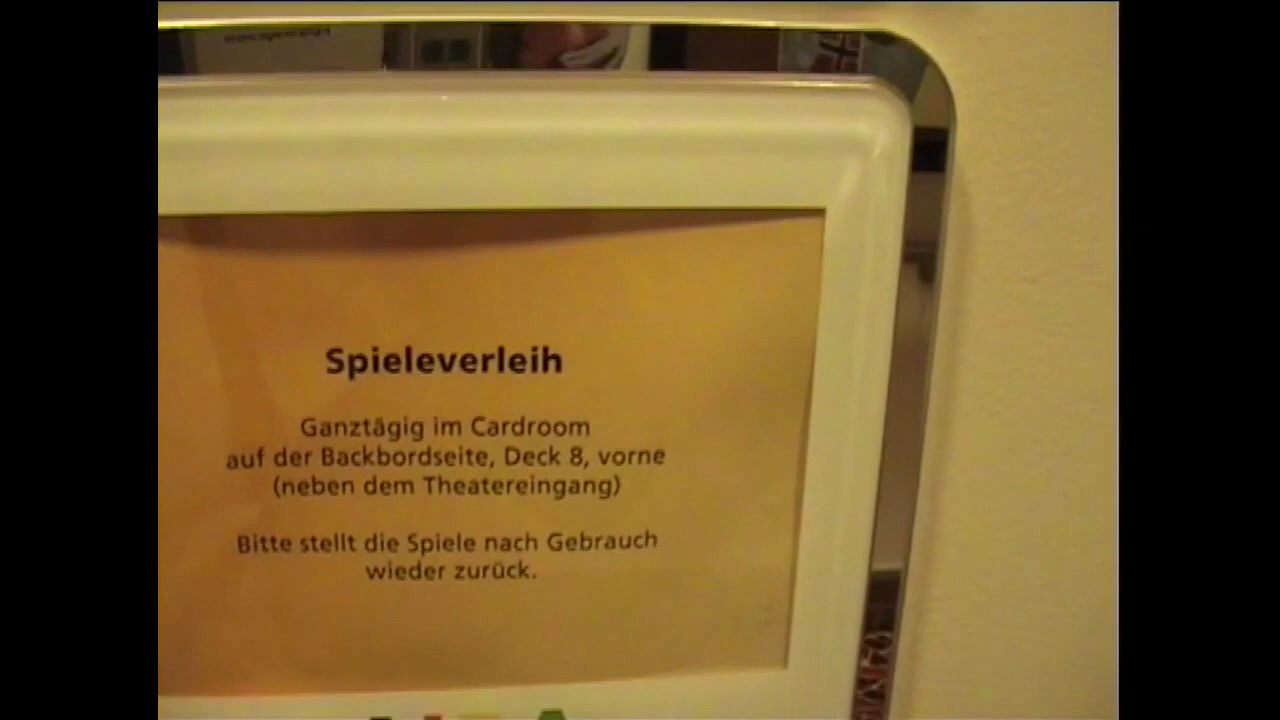 Spieleverleih
Ganztägig im Cardroom
auf der Backbordseite, Deck 8, vorne
(neben dem Theatereingang)
Bitte stellt die Spiele nach Gebrauch
wieder zurück.